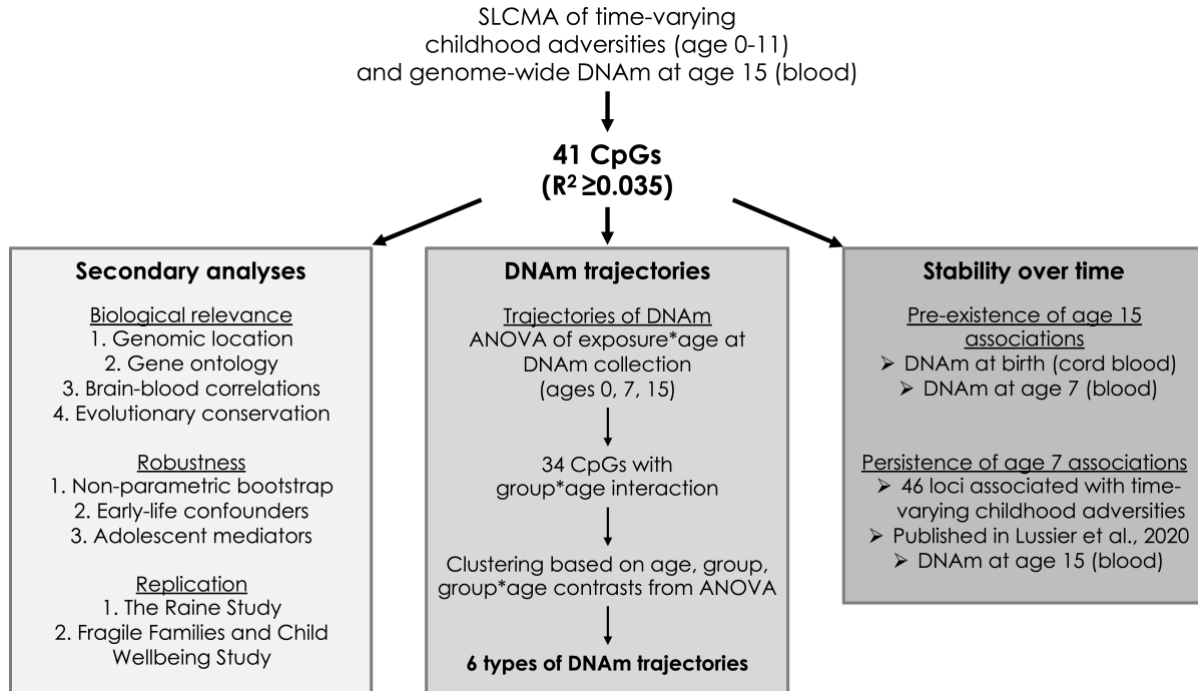 SLCMA of time-varying
childhood adversities (age 0-11)
and genome-wide DNAm at age 15 (blood)
41 CpGs
(R² ≥0.035)
Secondary analyses
Biological relevance
1. Genomic location
2. Gene ontology
3. Brain-blood correlations
4. Evolutionary conservation
Robustness
1. Non-parametric bootstrap
2. Early-life confounders
3. Adolescent mediators
Replication
1. The Raine Study
2. Fragile Families and Child
Wellbeing Study
DNAm trajectories
Trajectories of DNAm
ANOVA of exposure*age at
DNAm collection
(ages 0, 7, 15)
34 CpGs with
group*age interaction
Clustering based on age, group,
group*age contrasts from ANOVA
6 types of DNAm trajectories
Stability over time
Pre-existence of age 15
associations
➢ DNAm at birth (cord blood)
➢ DNAm at age 7 (blood)
Persistence of age 7 associations
➢ 46 loci associated with time-
varying childhood adversities
➢ Published in Lussier et al., 2020
➢ DNAm at age 15 (blood)